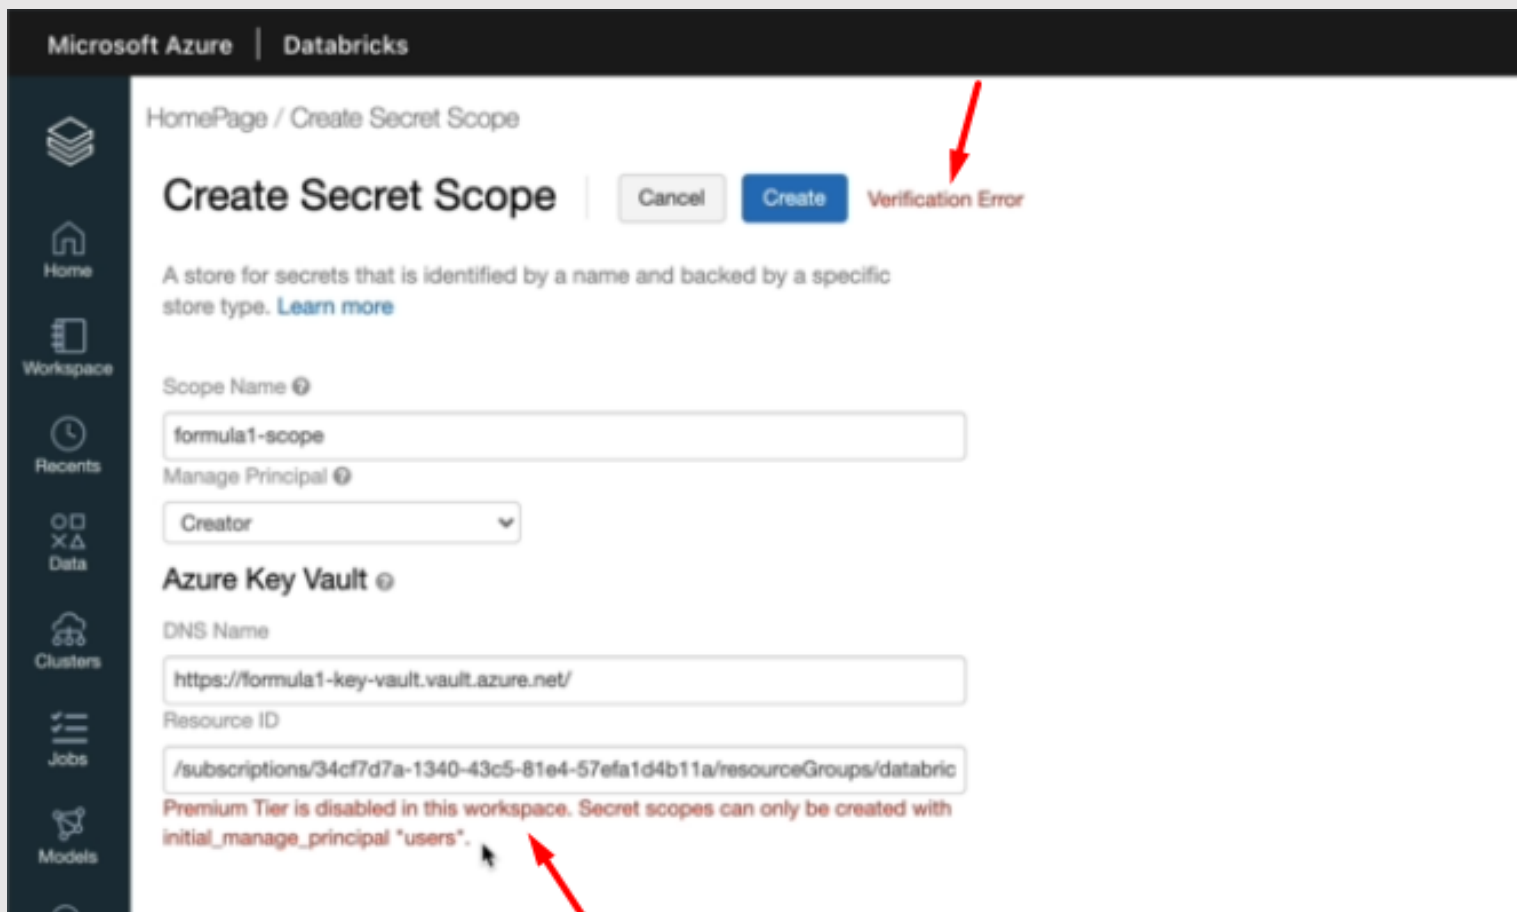 Microsoft Azure | Databricks
HomePage / Create Secret Scope
Create Secret Scope
Cancel
Create
Verification Error
A store for secrets that is identified by a name and backed by a specific
store type. Learn more
Scope Name
formula1-scope
Manage Principal
Creator
Azure Key Vault
DNS Name
https://formula1-key-vault.vault.azure.net/
Resource ID
/subscriptions/34cf7d7a-1340-43c5-81e4-57efa1d4b11a/resourceGroups/databric
Premium Tier is disabled in this workspace. Secret scopes can only be created with
initial_manage_principal "users".
Home
Workspace
Recents
Data
Clusters
Jobs
Models